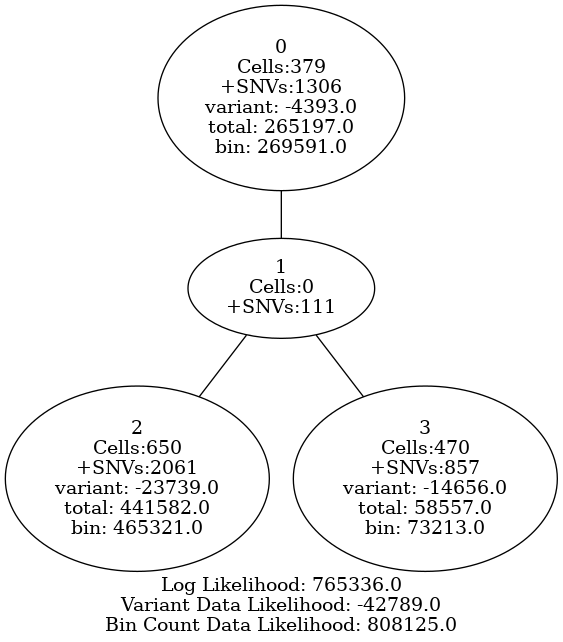 0
Cells:379
+SNVs:1306
variant: -4393.0
total: 265197.0
bin: 269591.0
1
Cells:0
+SNVs:111
2
Cells:650
+SNVs:2061
variant: -23739.0
total: 441582.0
bin: 465321.0
3
Cells:470
+SNVs:857
variant: -14656.0
total: 58557.0
bin: 73213.0
Log Likelihood: 765336.0
Variant Data Likelihood: -42789.0
Bin Count Data Likelihood: 808125.0